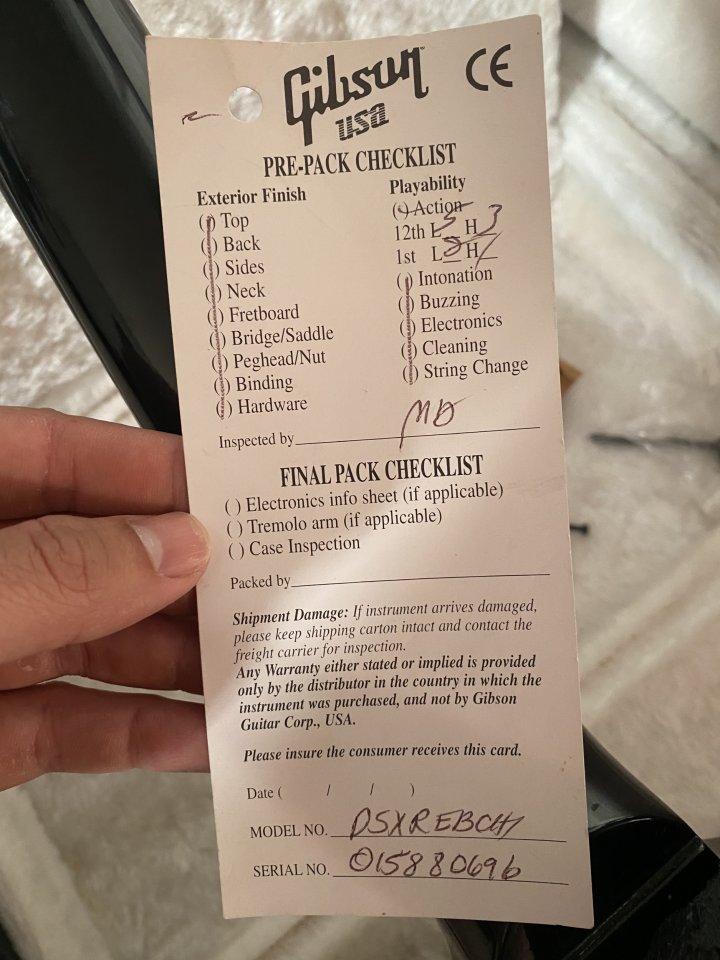 Gibson CE
usa
PRE-PACK CHECKLIST
Exterior Finish
( ) Top
( ) Back
( ) Sides
( ) Neck
( ) Fretboard
( ) Bridge/Saddle
( ) Peghead/Nut
( ) Binding
( ) Hardware
Playability
( ) Action
12th L 5 H 3
1st L H
( ) Intonation
( ) Buzzing
( ) Electronics
( ) Cleaning
( ) String Change
Inspected by MD
FINAL PACK CHECKLIST
( ) Electronics info sheet (if applicable)
( ) Tremolo arm (if applicable)
( ) Case Inspection
Packed by
Shipment Damage: If instrument arrives damaged,
please keep shipping carton intact and contact the
freight carrier for inspection.
Any Warranty either stated or implied is provided
only by the distributor in the country in which the
instrument was purchased, and not by Gibson
Guitar Corp., USA.
Please insure the consumer receives this card.
Date ( / / )
MODEL NO. DSXREBCH1
SERIAL NO. 015880696